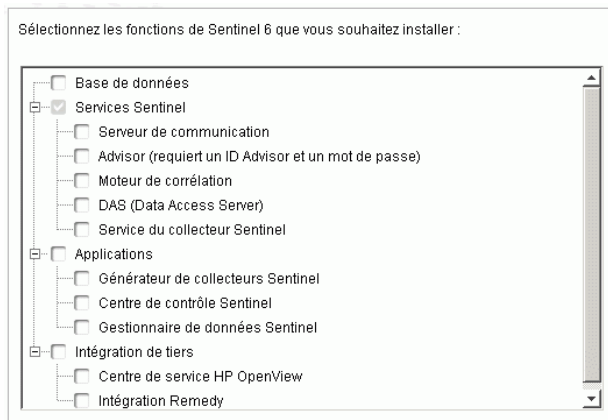 Sélectionnez les fonctions de Sentinel 6 que vous souhaitez installer :
Base de données
Services Sentinel
Serveur de communication
Advisor (requiert un ID Advisor et un mot de passe)
Moteur de corrélation
DAS (Data Access Server)
Service du collecteur Sentinel
Applications
Générateur de collecteurs Sentinel
Centre de contrôle Sentinel
Gestionnaire de données Sentinel
Intégration de tiers
Centre de service HP OpenView
Intégration Remedy